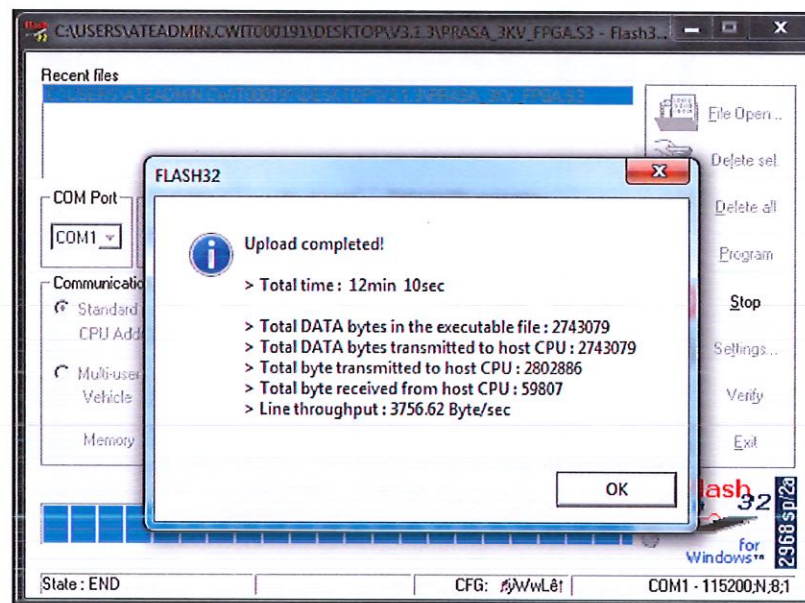 C:\USERS\ATEADMIN.CWIT000191\DESKTOP\V3.1.3\PRASA_3KV_FPGA.S3 - Flash3...
Recent files
File Open...
Delete sel.
Delete all
Program
Stop
Settings...
Verify
Exit
COM Port
COM1
Communicatio
Standard
CPU Add
Multi-user
Vehicle
Memory
FLASH32
Upload completed!
> Total time : 12min 10sec
> Total DATA bytes in the executable file : 2743079
> Total DATA bytes transmitted to host CPU : 2743079
> Total byte transmitted to host CPU : 2802886
> Total byte received from host CPU : 59807
> Line throughput : 3756.62 Byte/sec
OK
lash
32
for
Windows™
2-968 sp/2a
State : END
CFG:
COM1 - 115200;N;8;1